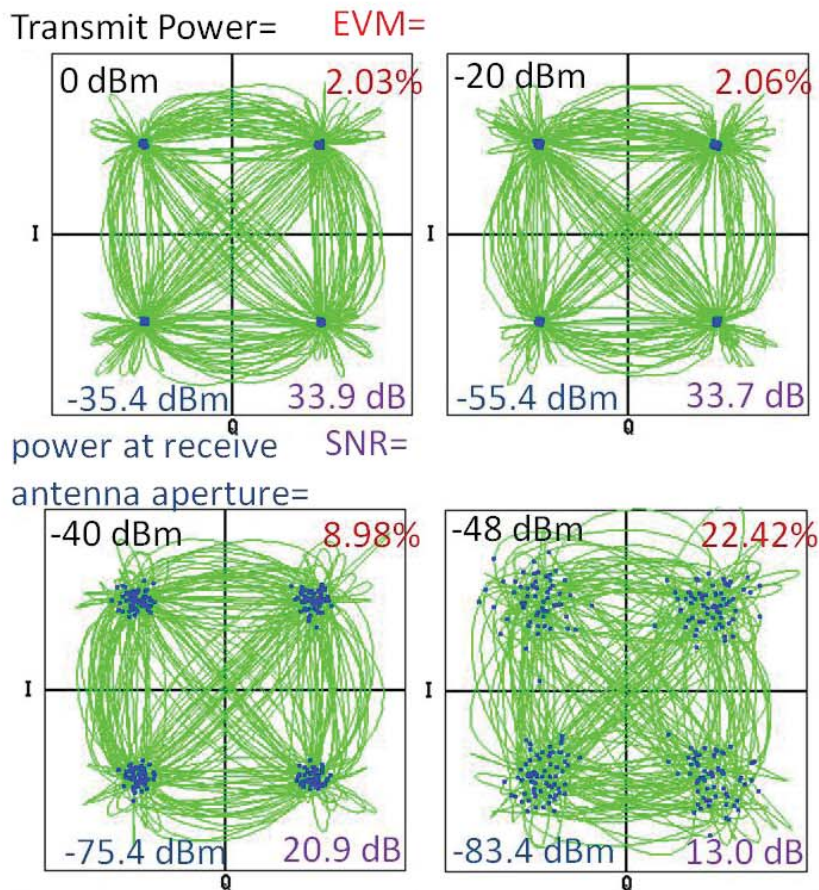 Transmit Power= EVM=
0 dBm 2.03%
-20 dBm 2.06%
I
I
-35.4 dBm 33.9 dB
-55.4 dBm 33.7 dB
Q
Q
power at receive SNR=
antenna aperture=
-40 dBm 8.98%
-48 dBm 22.42%
I
I
-75.4 dBm 20.9 dB
-83.4 dBm 13.0 dB
Q
Q